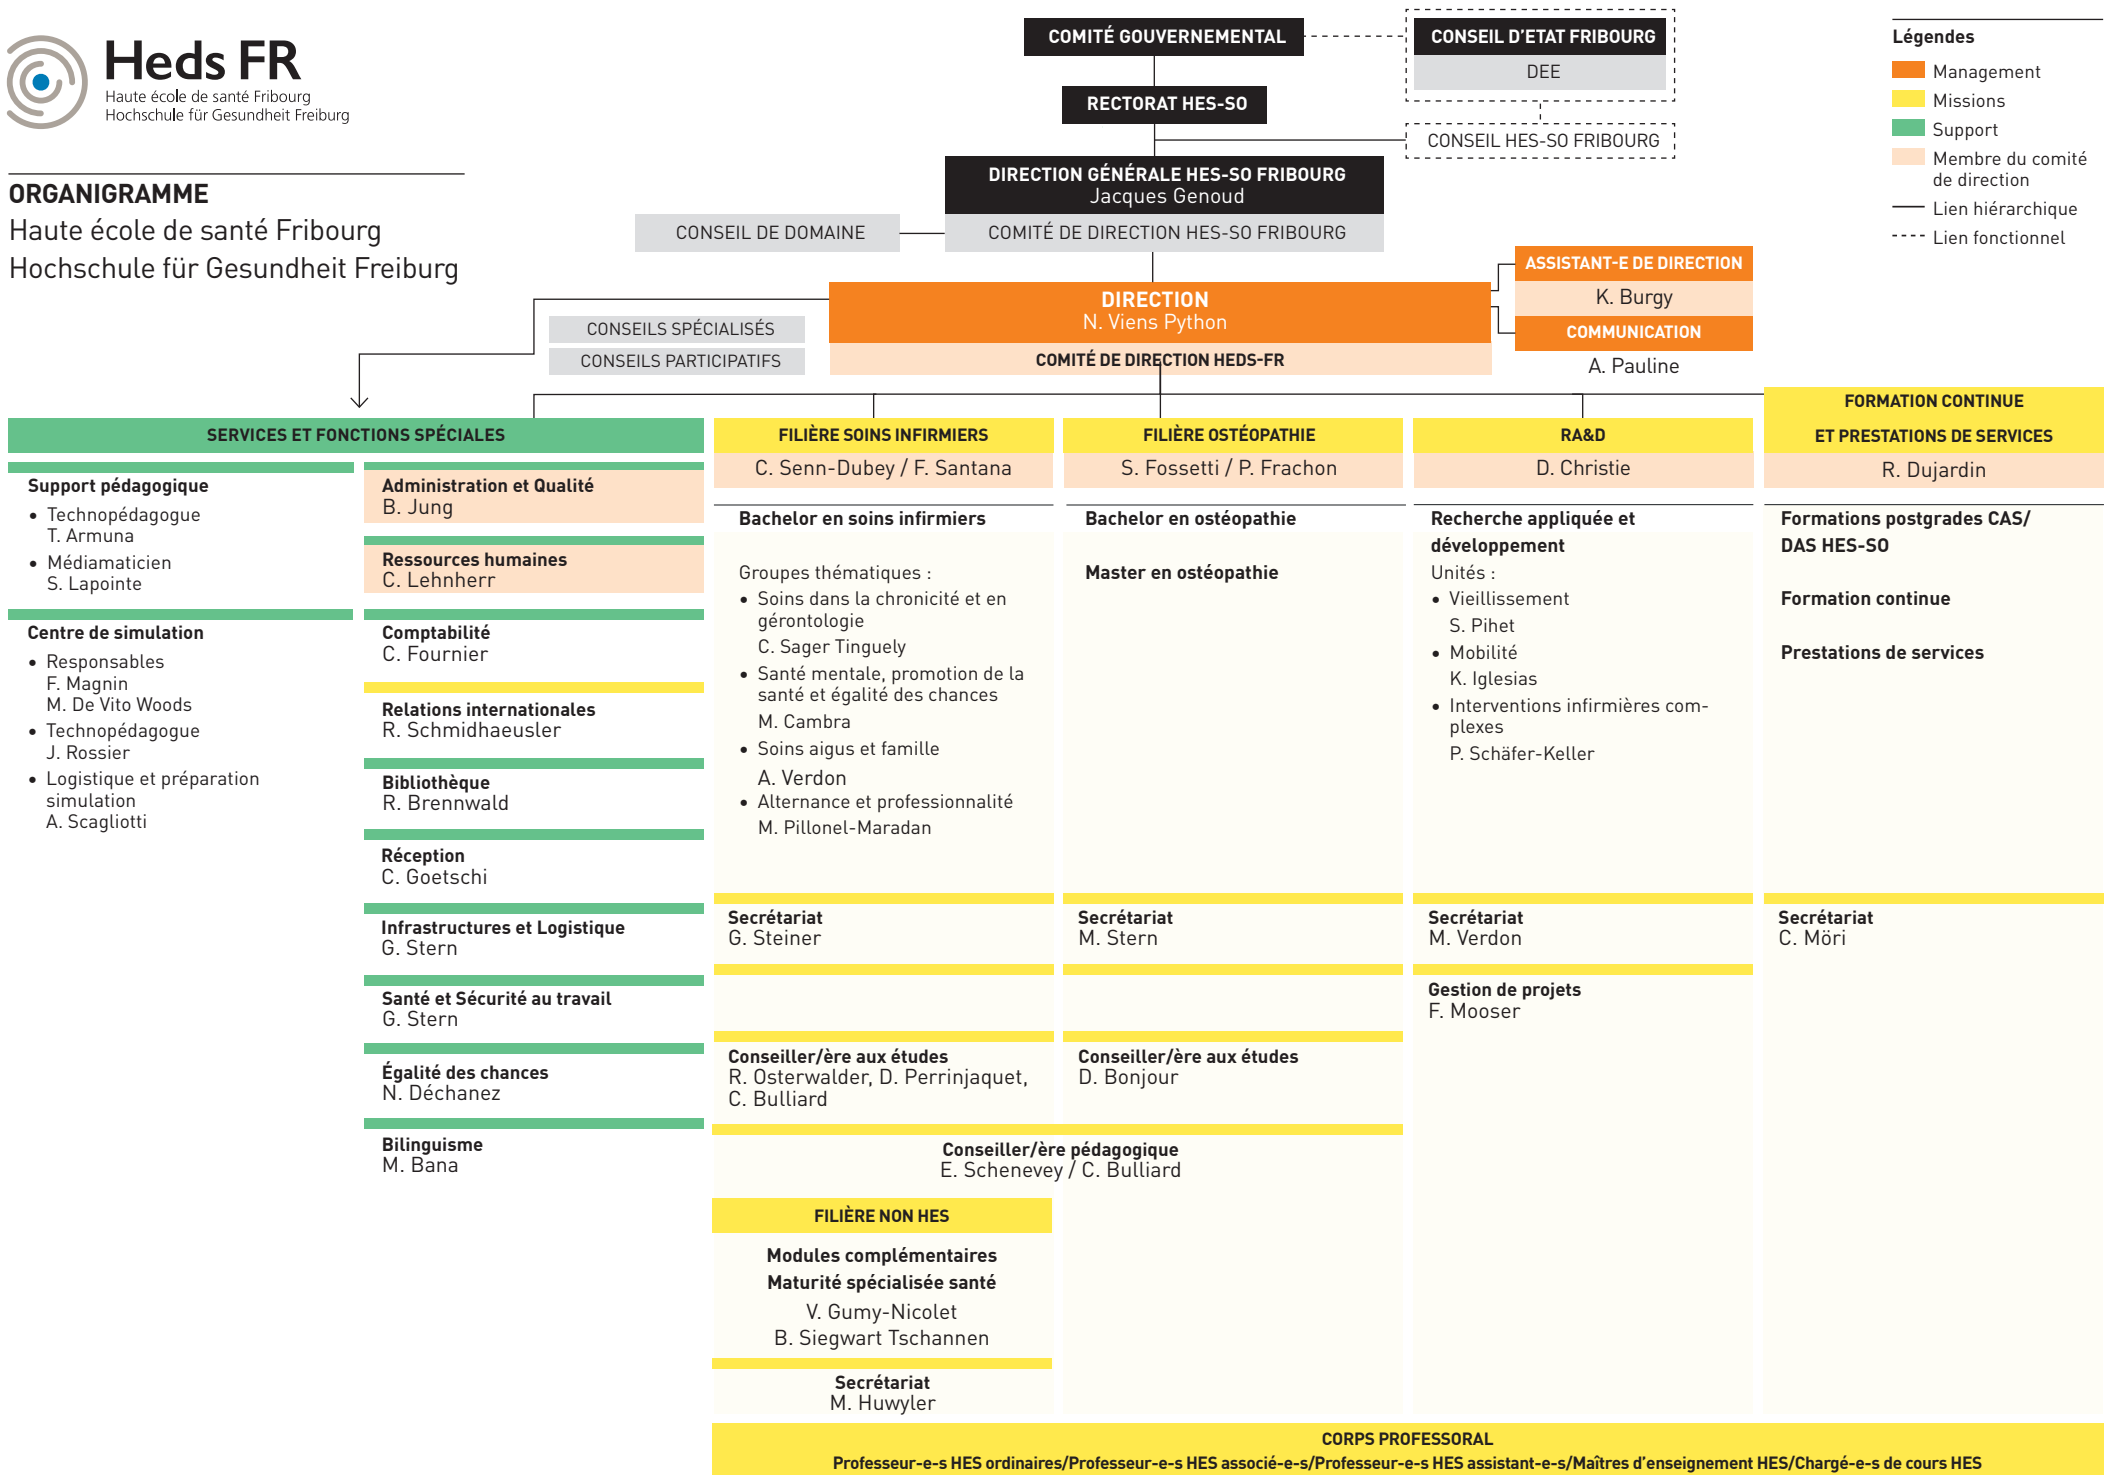 Heds FR
Haute école de santé Fribourg
Hochschule für Gesundheit Freiburg
ORGANIGRAMME
Haute école de santé Fribourg
Hochschule für Gesundheit Freiburg
COMITÉ GOUVERNEMENTAL
CONSEIL D'ETAT FRIBOURG
DEE
RECTORAT HES-SO
CONSEIL HES-SO FRIBOURG
DIRECTION GÉNÉRALE HES-SO FRIBOURG
Jacques Genoud
CONSEIL DE DOMAINE
COMITÉ DE DIRECTION HES-SO FRIBOURG
Légendes
Management
Missions
Support
Membre du comité
de direction
Lien hiérarchique
Lien fonctionnel
DIRECTION
N. Viens Python
COMITÉ DE DIRECTION HEDS-FR
CONSEILS SPÉCIALISÉS
CONSEILS PARTICIPATIFS
ASSISTANT-E DE DIRECTION
K. Burgy
COMMUNICATION
A. Pauline
SERVICES ET FONCTIONS SPÉCIALES
Support pédagogique
• Technopédagogue
T. Armuna
• Médiamaticien
S. Lapointe
Centre de simulation
• Responsables
F. Magnin
M. De Vito Woods
• Technopédagogue
J. Rossier
• Logistique et préparation
simulation
A. Scagliotti
Administration et Qualité
B. Jung
Ressources humaines
C. Lehnherr
Comptabilité
C. Fournier
Relations internationales
R. Schmidhaeusler
Bibliothèque
R. Brennwald
Réception
C. Goetschi
Infrastructures et Logistique
G. Stern
Santé et Sécurité au travail
G. Stern
Égalité des chances
N. Déchanez
Bilinguisme
M. Bana
FILIÈRE SOINS INFIRMIERS
C. Senn-Dubey / F. Santana
Bachelor en soins infirmiers
Groupes thématiques :
• Soins dans la chronicité et en
gérontologie
C. Sager Tinguely
• Santé mentale, promotion de la
santé et égalité des chances
M. Cambra
• Soins aigus et famille
A. Verdon
• Alternance et professionnalité
M. Pillonel-Maradan
Secrétariat
G. Steiner
Conseiller/ère aux études
R. Osterwalder, D. Perrinjaquet,
C. Bulliard
FILIÈRE OSTÉOPATHIE
S. Fossetti / P. Frachon
Bachelor en ostéopathie
Master en ostéopathie
Secrétariat
M. Stern
Conseiller/ère aux études
D. Bonjour
Conseiller/ère pédagogique
E. Schenevey / C. Bulliard
FILIÈRE NON HES
Modules complémentaires
Maturité spécialisée santé
V. Gumy-Nicolet
B. Siegwart Tschannen
Secrétariat
M. Huwyler
RA&D
D. Christie
Recherche appliquée et
développement
Unités :
• Vieillissement
S. Pihet
• Mobilité
K. Iglesias
• Interventions infirmières com-
plexes
P. Schäfer-Keller
Secrétariat
M. Verdon
Gestion de projets
F. Mooser
FORMATION CONTINUE
ET PRESTATIONS DE SERVICES
R. Dujardin
Formations postgrades CAS/
DAS HES-SO
Formation continue
Prestations de services
Secrétariat
C. Möri
CORPS PROFESSORAL
Professeur-e-s HES ordinaires/Professeur-e-s HES associé-e-s/Professeur-e-s HES assistant-e-s/Maîtres d'enseignement HES/Chargé-e-s de cours HES